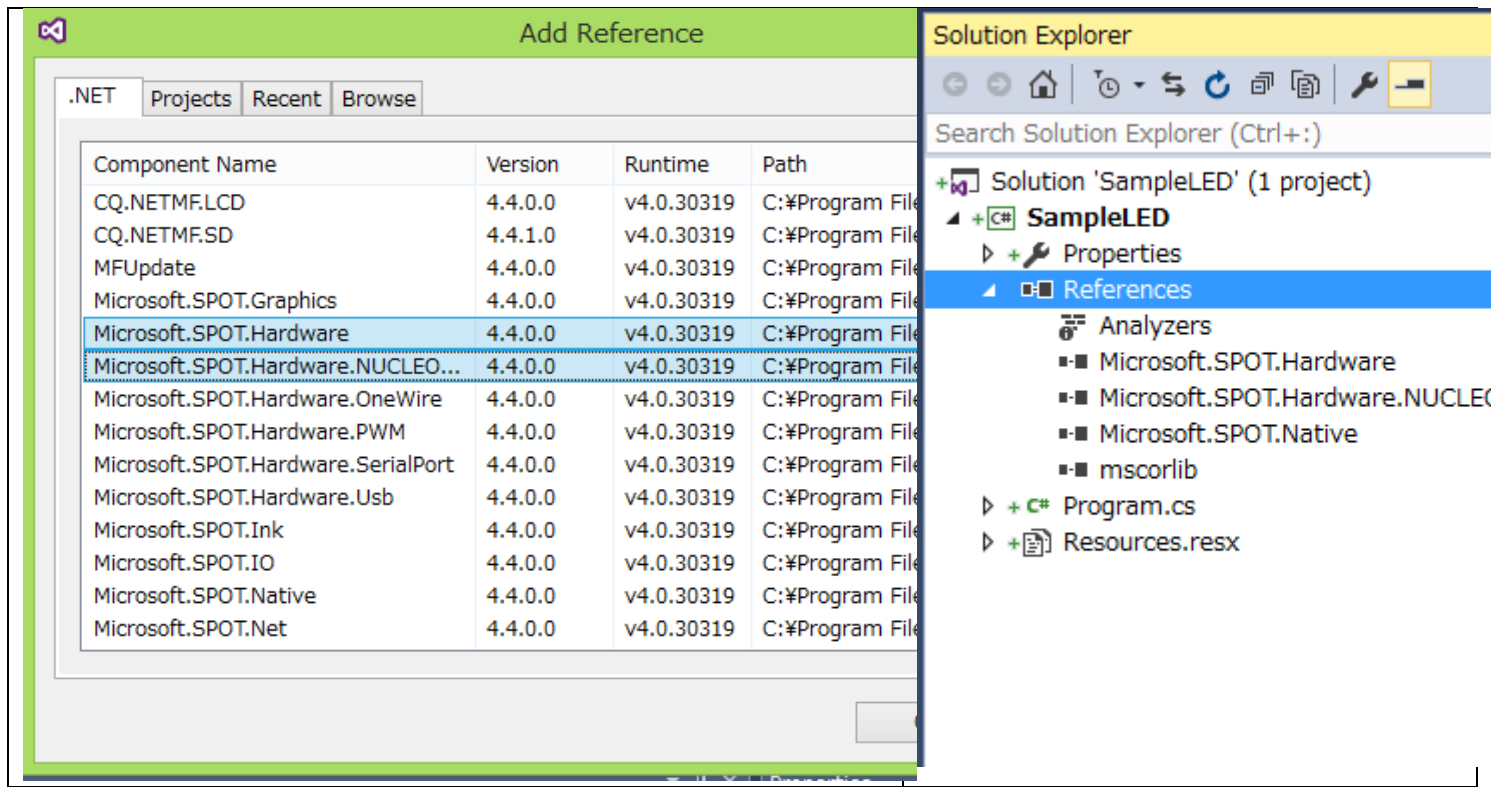 Add Reference
.NET Projects Recent Browse
Component Name Version Runtime Path
CQ.NETMF.LCD 4.4.0.0 v4.0.30319 C:¥Program File
CQ.NETMF.SD 4.4.1.0 v4.0.30319 C:¥Program File
MFUpdate 4.4.0.0 v4.0.30319 C:¥Program File
Microsoft.SPOT.Graphics 4.4.0.0 v4.0.30319 C:¥Program File
Microsoft.SPOT.Hardware 4.4.0.0 v4.0.30319 C:¥Program File
Microsoft.SPOT.Hardware.NUCLEO... 4.4.0.0 v4.0.30319 C:¥Program File
Microsoft.SPOT.Hardware.OneWire 4.4.0.0 v4.0.30319 C:¥Program File
Microsoft.SPOT.Hardware.PWM 4.4.0.0 v4.0.30319 C:¥Program File
Microsoft.SPOT.Hardware.SerialPort 4.4.0.0 v4.0.30319 C:¥Program File
Microsoft.SPOT.Hardware.Usb 4.4.0.0 v4.0.30319 C:¥Program File
Microsoft.SPOT.Ink 4.4.0.0 v4.0.30319 C:¥Program File
Microsoft.SPOT.IO 4.4.0.0 v4.0.30319 C:¥Program File
Microsoft.SPOT.Native 4.4.0.0 v4.0.30319 C:¥Program File
Microsoft.SPOT.Net 4.4.0.0 v4.0.30319 C:¥Program File
Solution Explorer
Search Solution Explorer (Ctrl+:)
Solution 'SampleLED' (1 project)
C# SampleLED
Properties
References
Analyzers
Microsoft.SPOT.Hardware
Microsoft.SPOT.Hardware.NUCLEO
Microsoft.SPOT.Native
mscorlib
C# Program.cs
Resources.resx